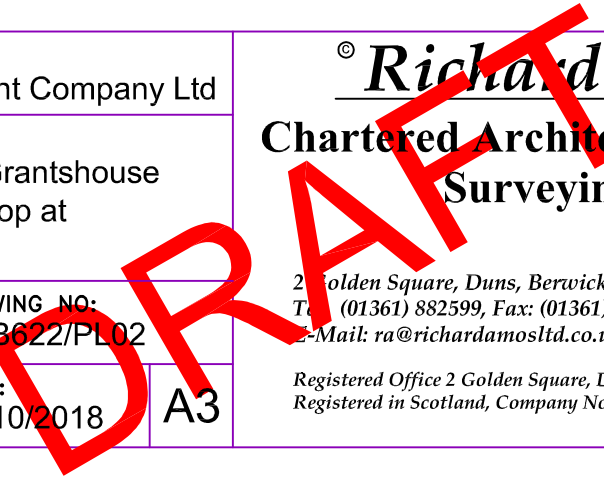 nt Company Ltd
Grantshouse
op at
WING NO:
3622/PL02
:
10/2018
A3
© Richard
Chartered Archite
Surveyin
2 Golden Square, Duns, Berwick
Tel (01361) 882599, Fax: (01361)
E-Mail: ra@richardamosltd.co.u
Registered Office 2 Golden Square, D
Registered in Scotland, Company No
DRAFT